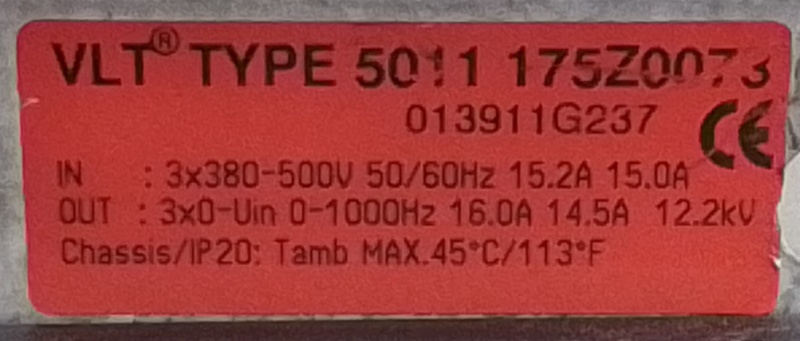 VLT® TYPE 5011 175Z0073
013911G237
CE
IN : 3x380-500V 50/60Hz 15.2A 15.0A
OUT : 3x0-Uin 0-1000Hz 16.0A 14.5A 12.2kV
Chassis/IP20: Tamb MAX.45°C/113°F